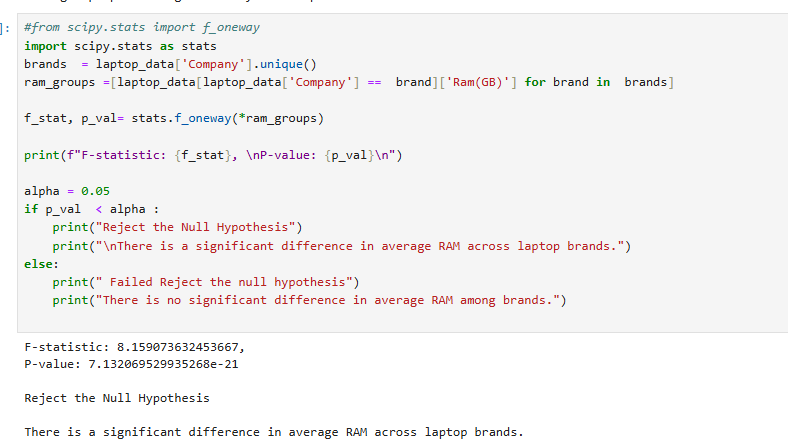 ]:
#from scipy.stats import f_oneway
import scipy.stats as stats
brands  = laptop_data['Company'].unique()
ram_groups =[laptop_data[laptop_data['Company'] ==  brand]['Ram(GB)'] for brand in  brands]
f_stat, p_val= stats.f_oneway(*ram_groups)
print(f"F-statistic: {f_stat}, \nP-value: {p_val}\n")
alpha = 0.05
if p_val  < alpha :
    print("Reject the Null Hypothesis")
    print("\nThere is a significant difference in average RAM across laptop brands.")
else:
    print(" Failed Reject the null hypothesis")
    print("There is no significant difference in average RAM among brands.")
F-statistic: 8.159073632453667,
P-value: 7.132069529935268e-21
Reject the Null Hypothesis
There is a significant difference in average RAM across laptop brands.